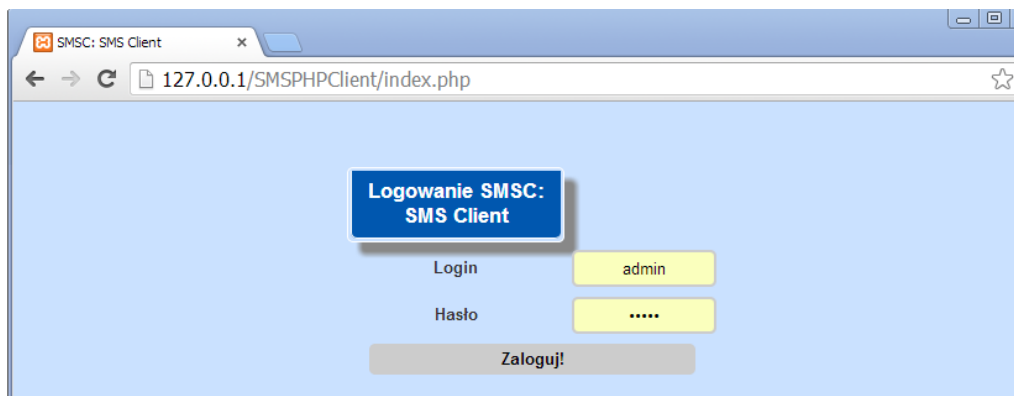 SMSC: SMS Client
127.0.0.1/SMSPHPClient/index.php
Logowanie SMSC:
SMS Client
Login admin
Hasło •••••
Zaloguj!